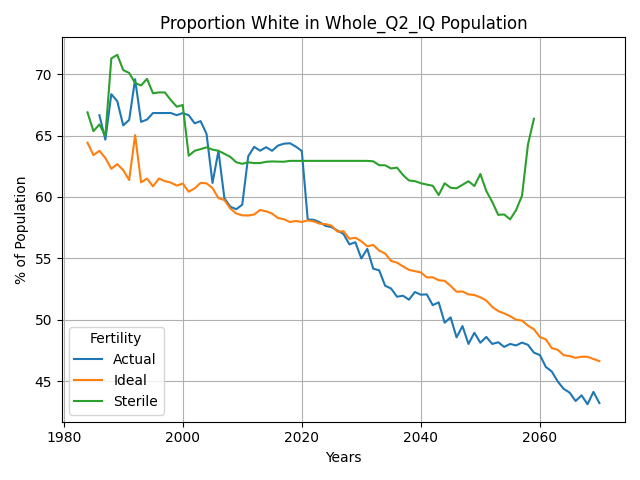 Proportion White in Whole_Q2_IQ Population
% of Population
70
65
60
55
50
45
Fertility
Actual
Ideal
Sterile
1980
2000
2020
2040
2060
Years